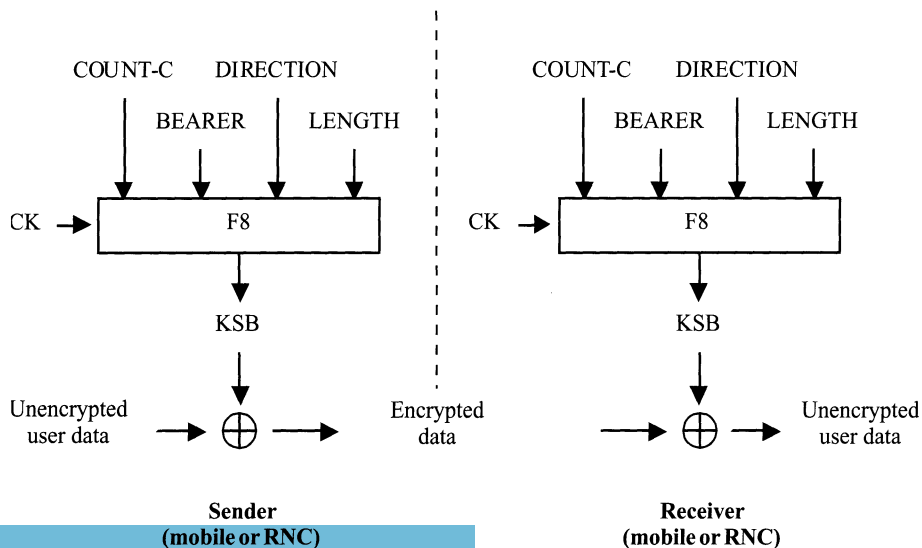 COUNT-C DIRECTION
BEARER LENGTH
CK
F8
KSB
Unencrypted
user data
Encrypted
data
Sender
(mobile or RNC)
COUNT-C DIRECTION
BEARER LENGTH
CK
F8
KSB
Unencrypted
user data
Receiver
(mobile or RNC)